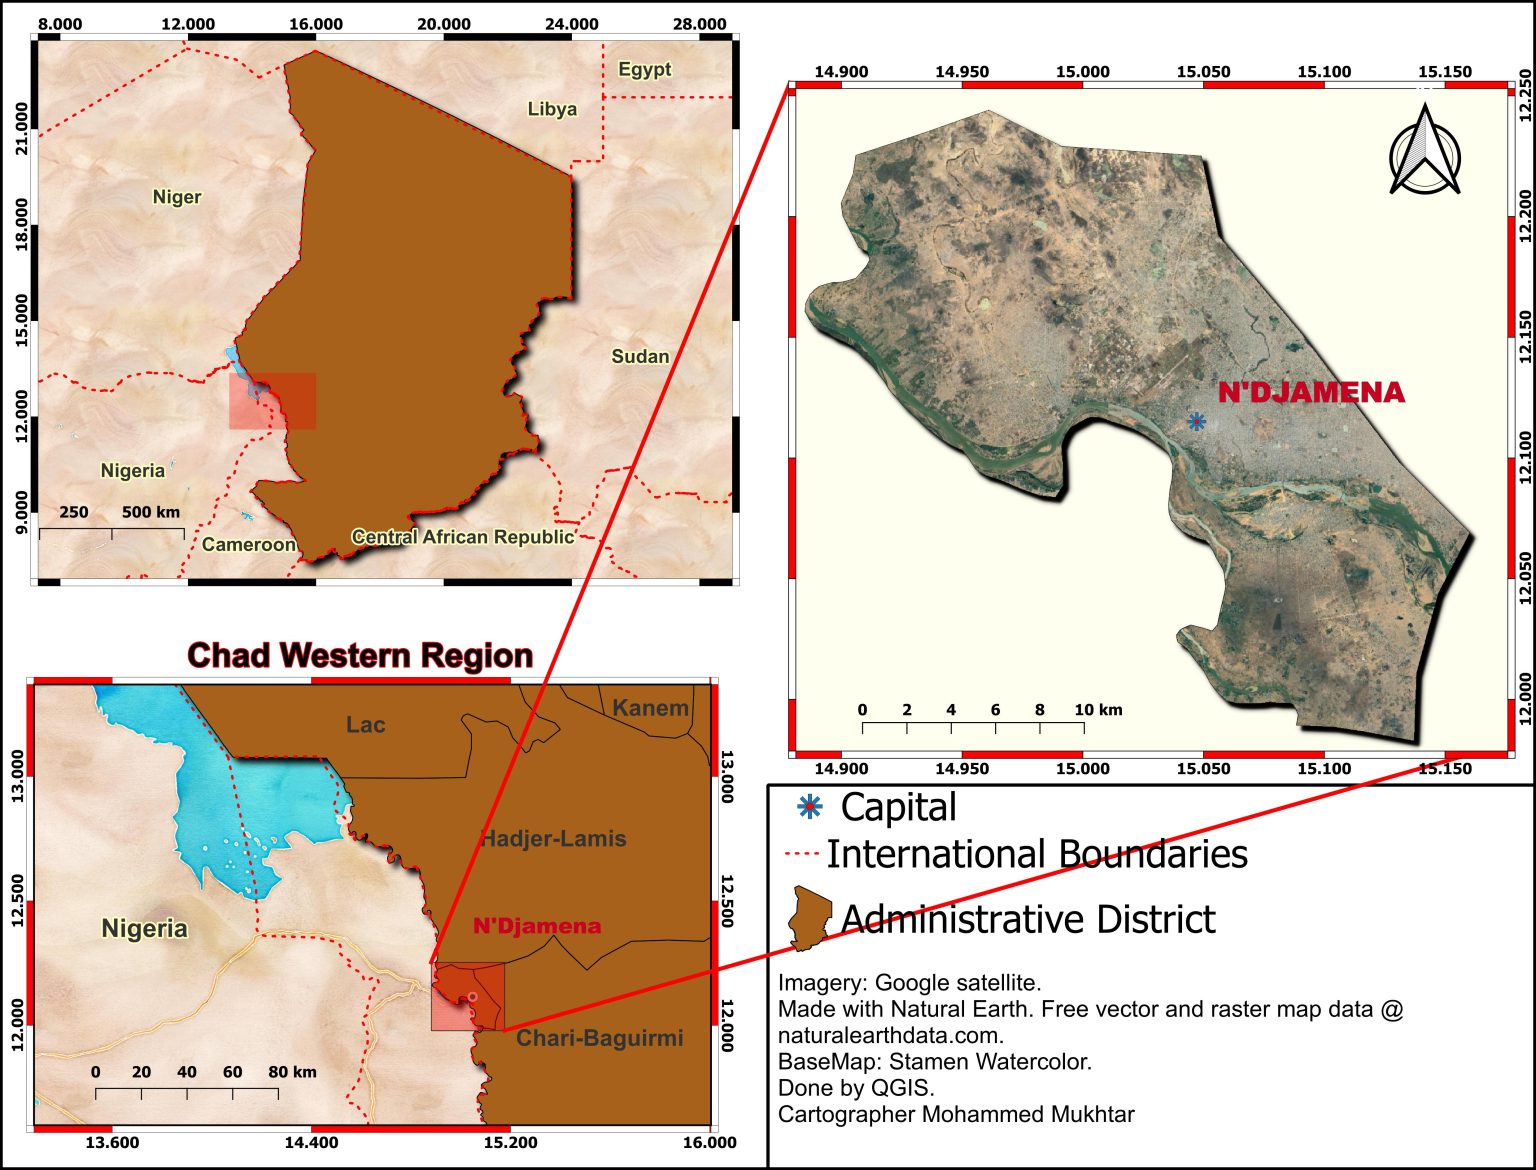 8.000 12.000 16.000 20.000 24.000 28.000
21.000
18.000
15.000
12.000
9.000
Egypt
Libya
Niger
Sudan
Nigeria
250 500 km
Cameroon
Central African Republic
14.900 14.950 15.000 15.050 15.100 15.150
12.250
12.200
12.150
12.100
12.050
12.000
N'DJAMENA
0 2 4 6 8 10 km
14.900 14.950 15.000 15.050 15.100 15.150
Chad Western Region
Lac
Kanem
13.000
13.000
Hadjer-Lamis
12.500
12.500
Nigeria
N'Djamena
12.000
12.000
Chari-Baguirmi
0 20 40 60 80 km
13.600 14.400 15.200 16.000
Capital
International Boundaries
Administrative District
Imagery: Google satellite.
Made with Natural Earth. Free vector and raster map data @
naturalearthdata.com.
BaseMap: Stamen Watercolor.
Done by QGIS.
Cartographer Mohammed Mukhtar